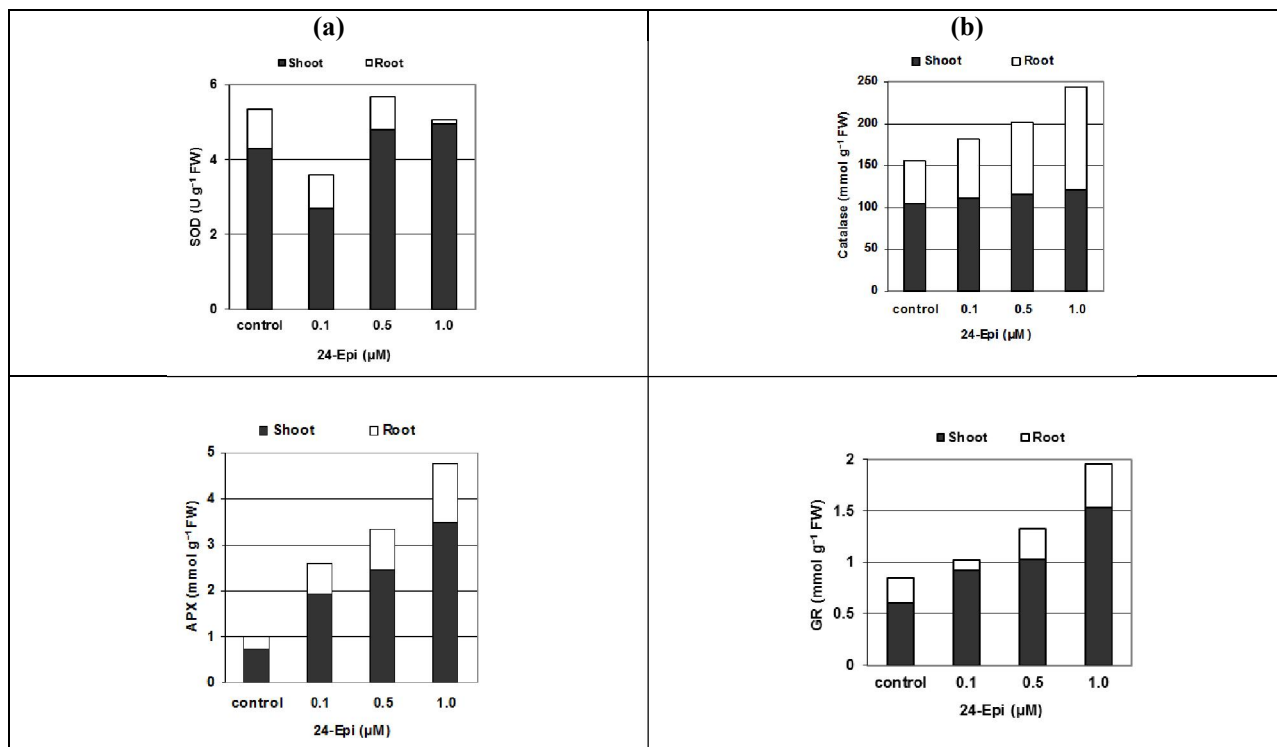 (a)
Shoot Root
SOD (U g⁻¹ FW)
6
4
2
0
control 0.1 0.5 1.0
24-Epi (µM)
(b)
Shoot Root
Catalase (mmol g⁻¹ FW)
250
200
150
100
50
0
control 0.1 0.5 1.0
24-Epi (µM)
Shoot Root
APX (mmol g⁻¹ FW)
5
4
3
2
1
0
control 0.1 0.5 1.0
24-Epi (µM)
Shoot Root
GR (mmol g⁻¹ FW)
2
1.5
1
0.5
0
control 0.1 0.5 1.0
24-Epi (µM)